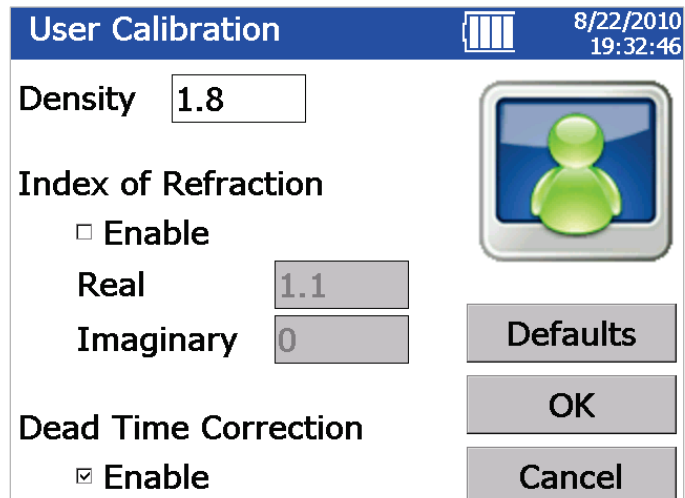 User Calibration
8/22/2010
19:32:46
Density 1.8
Index of Refraction
Enable
Real 1.1
Imaginary 0
Dead Time Correction
Enable
Defaults
OK
Cancel